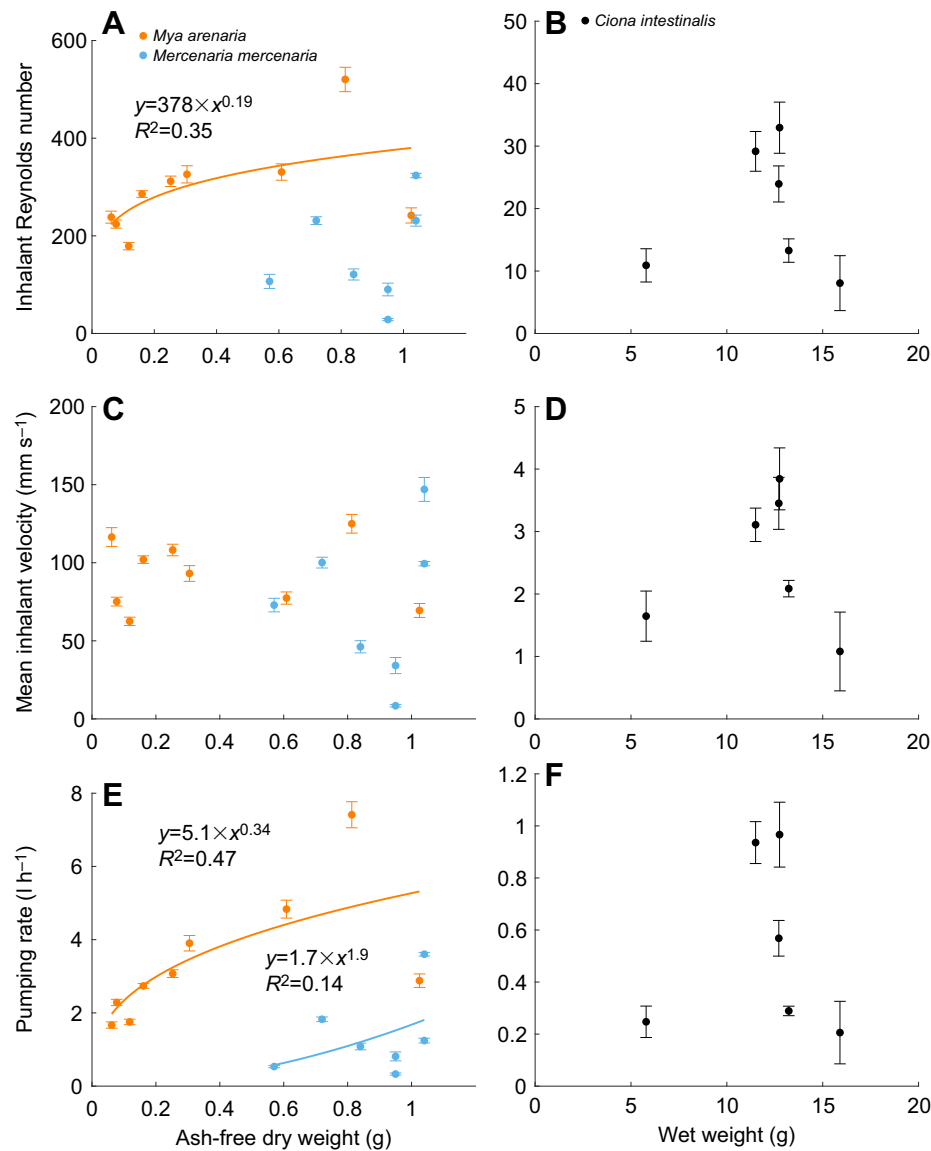 A
Mya arenaria
Mercenaria mercenaria
y=378×x^0.19
R²=0.35
Inhalant Reynolds number
600
400
200
0
0 0.2 0.4 0.6 0.8 1
B
Ciona intestinalis
50
40
30
20
10
0
0 5 10 15 20
C
Mean inhalant velocity (mm s⁻¹)
200
150
100
50
0
0 0.2 0.4 0.6 0.8 1
D
5
4
3
2
1
0
0 5 10 15 20
E
y=5.1×x^0.34
R²=0.47
y=1.7×x^1.9
R²=0.14
Pumping rate (l h⁻¹)
8
6
4
2
0
0 0.2 0.4 0.6 0.8 1
Ash-free dry weight (g)
F
1.2
1
0.8
0.6
0.4
0.2
0
0 5 10 15 20
Wet weight (g)